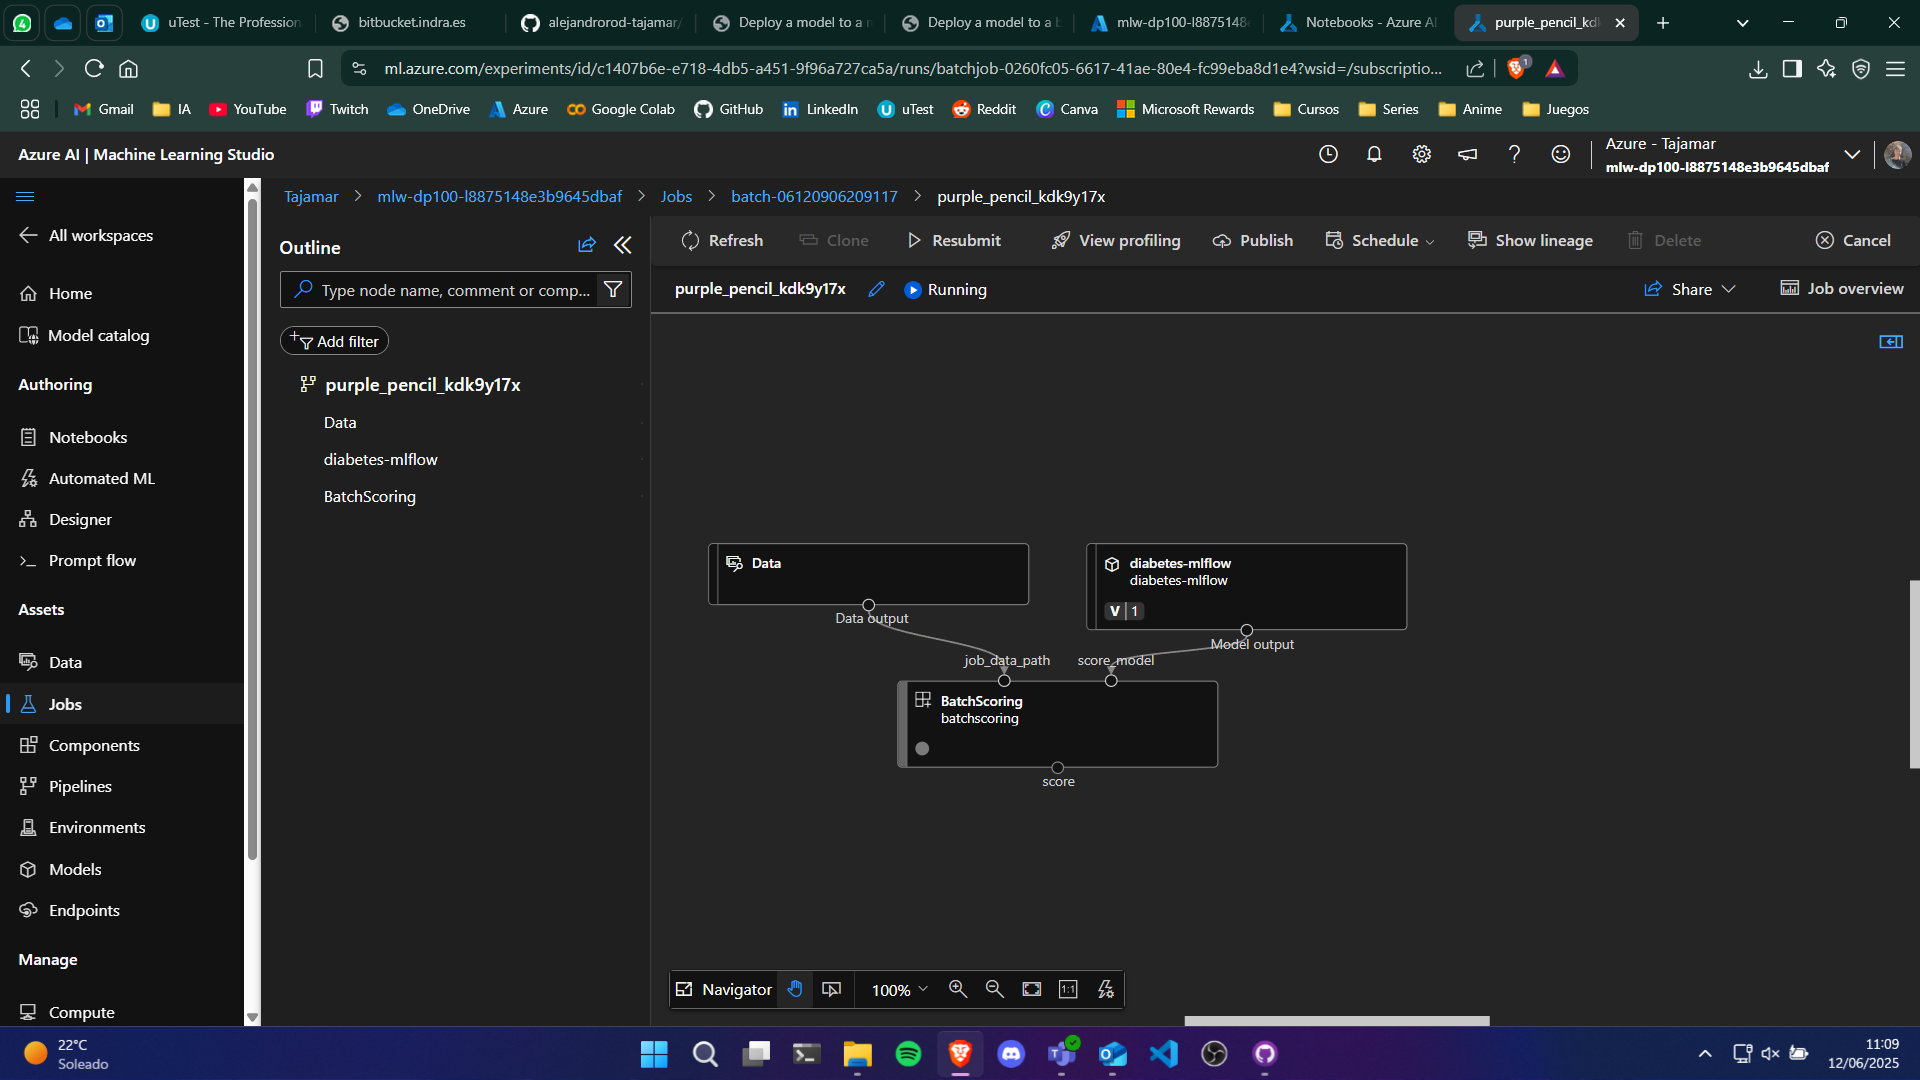 uTest - The Profession
bitbucket.indra.es
alejandrorod-tajamar/
Deploy a model to a m
Deploy a model to a b
mlw-dp100-l8875148e
Notebooks - Azure AI
purple_pencil_kdk
ml.azure.com/experiments/id/c1407b6e-e718-4db5-a451-9f96a727ca5a/runs/batchjob-0260fc05-6617-41ae-80e4-fc99eba8d1e4?wsid=/subscriptio...
1
Gmail
IA
YouTube
Twitch
OneDrive
Azure
Google Colab
GitHub
LinkedIn
uTest
Reddit
Canva
Microsoft Rewards
Cursos
Series
Anime
Juegos
Azure AI | Machine Learning Studio
Azure - Tajamar
mlw-dp100-l8875148e3b9645dbaf
All workspaces
Home
Model catalog
Authoring
Notebooks
Automated ML
Designer
Prompt flow
Assets
Data
Jobs
Components
Pipelines
Environments
Models
Endpoints
Manage
Compute
Tajamar > mlw-dp100-l8875148e3b9645dbaf > Jobs > batch-06120906209117 > purple_pencil_kdk9y17x
Outline
Type node name, comment or comp...
Add filter
purple_pencil_kdk9y17x
Data
diabetes-mlflow
BatchScoring
Refresh
Clone
Resubmit
View profiling
Publish
Schedule
Show lineage
Delete
Cancel
purple_pencil_kdk9y17x
Running
Share
Job overview
Data
Data output
diabetes-mlflow
diabetes-mlflow
V | 1
Model output
job_data_path
score_model
BatchScoring
batchscoring
score
Navigator
100%
1:1
22°C
Soleado
11:09
12/06/2025